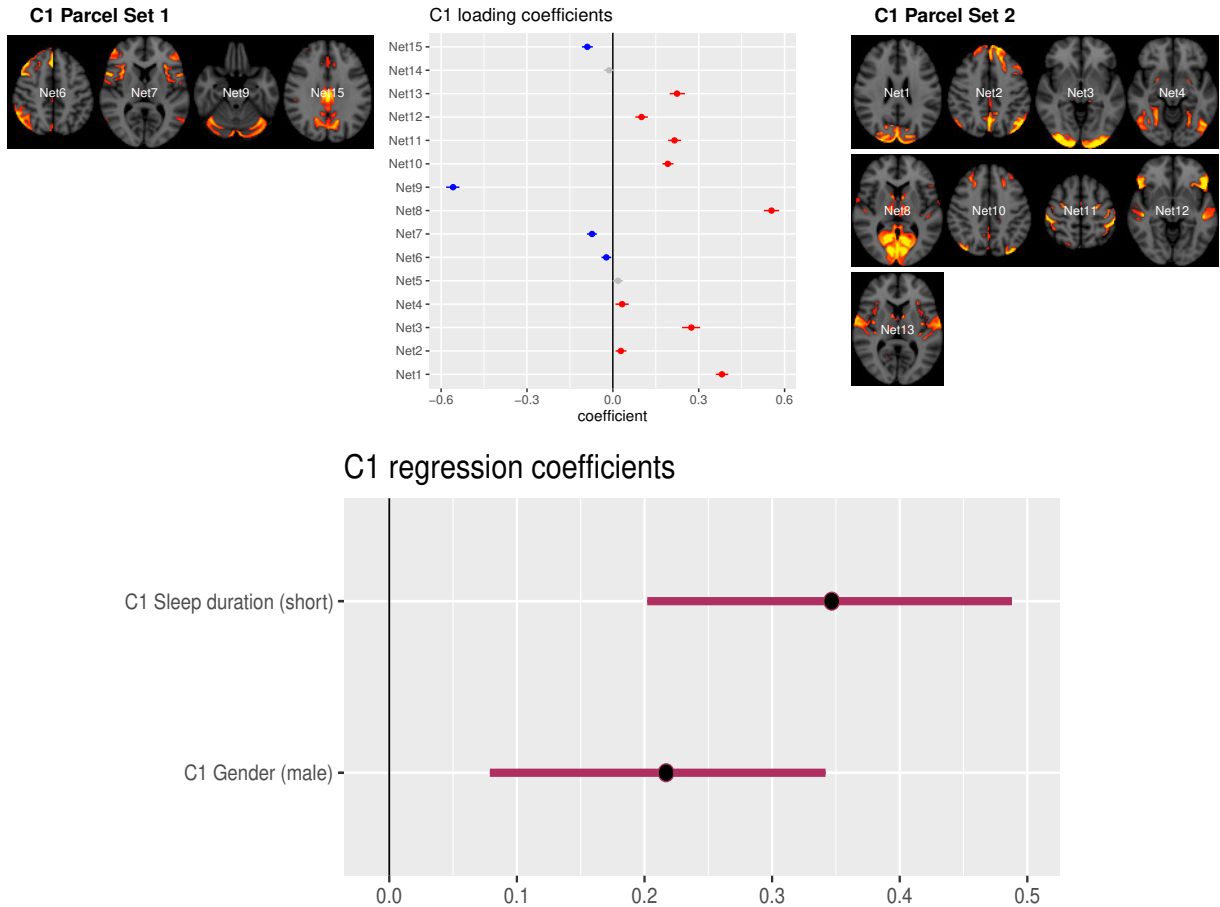 C1 Parcel Set 1
C1 loading coefficients
C1 Parcel Set 2
Net6 Net7 Net9 Net15
Net15
Net14
Net13
Net12
Net11
Net10
Net9
Net8
Net7
Net6
Net5
Net4
Net3
Net2
Net1
−0.6 −0.3 0.0 0.3 0.6
coefficient
Net1 Net2 Net3 Net4
Net8 Net10 Net11 Net12
Net13
C1 regression coefficients
C1 Sleep duration (short)
C1 Gender (male)
0.0 0.1 0.2 0.3 0.4 0.5